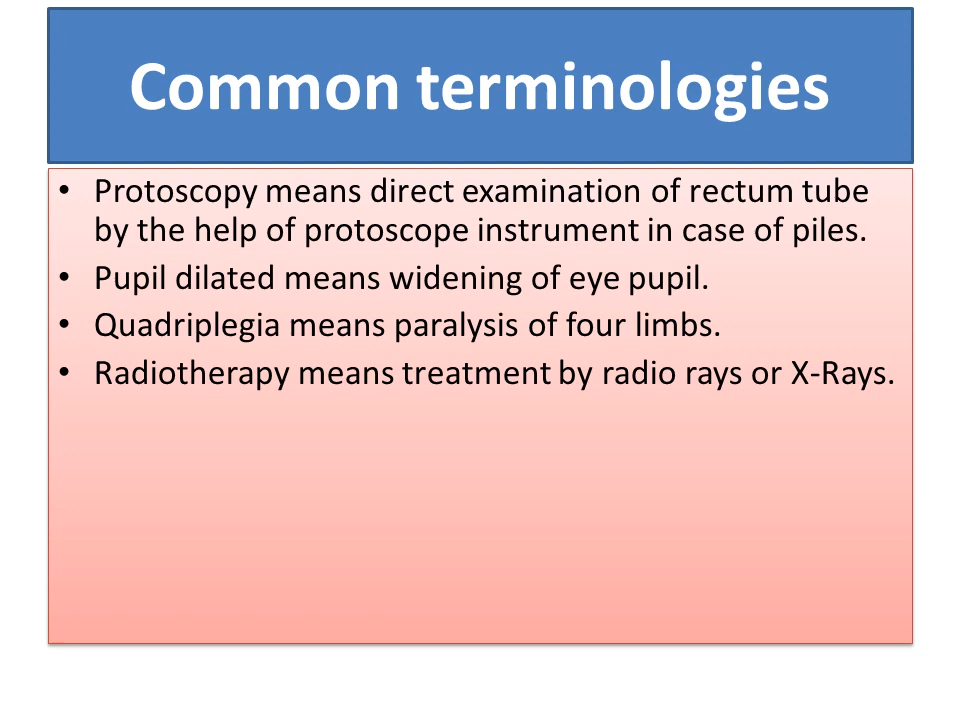 Common terminologies
• Protoscopy means direct examination of rectum tube
by the help of protoscope instrument in case of piles.
• Pupil dilated means widening of eye pupil.
• Quadriplegia means paralysis of four limbs.
• Radiotherapy means treatment by radio rays or X-Rays.